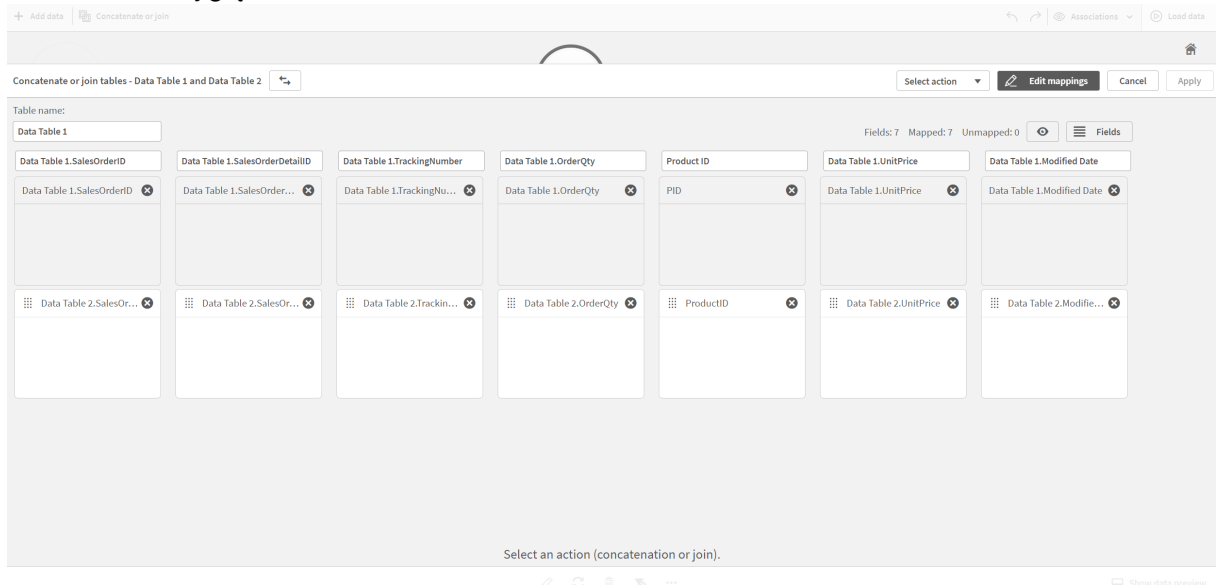 Add data Concatenate or join Associations Load data
Concatenate or join tables - Data Table 1 and Data Table 2 Select action Edit mappings Cancel Apply
Table name:
Data Table 1 Fields: 7 Mapped: 7 Unmapped: 0 Fields
Data Table 1.SalesOrderID Data Table 1.SalesOrderDetailID Data Table 1.TrackingNumber Data Table 1.OrderQty Product ID Data Table 1.UnitPrice Data Table 1.Modified Date
Data Table 1.SalesOrderID Data Table 1.SalesOrder... Data Table 1.TrackingNu... Data Table 1.OrderQty PID Data Table 1.UnitPrice Data Table 1.Modified Date
Data Table 2.SalesOr... Data Table 2.SalesOr... Data Table 2.Trackin... Data Table 2.OrderQty ProductID Data Table 2.UnitPrice Data Table 2.Modifie...
Select an action (concatenation or join).
Show data preview